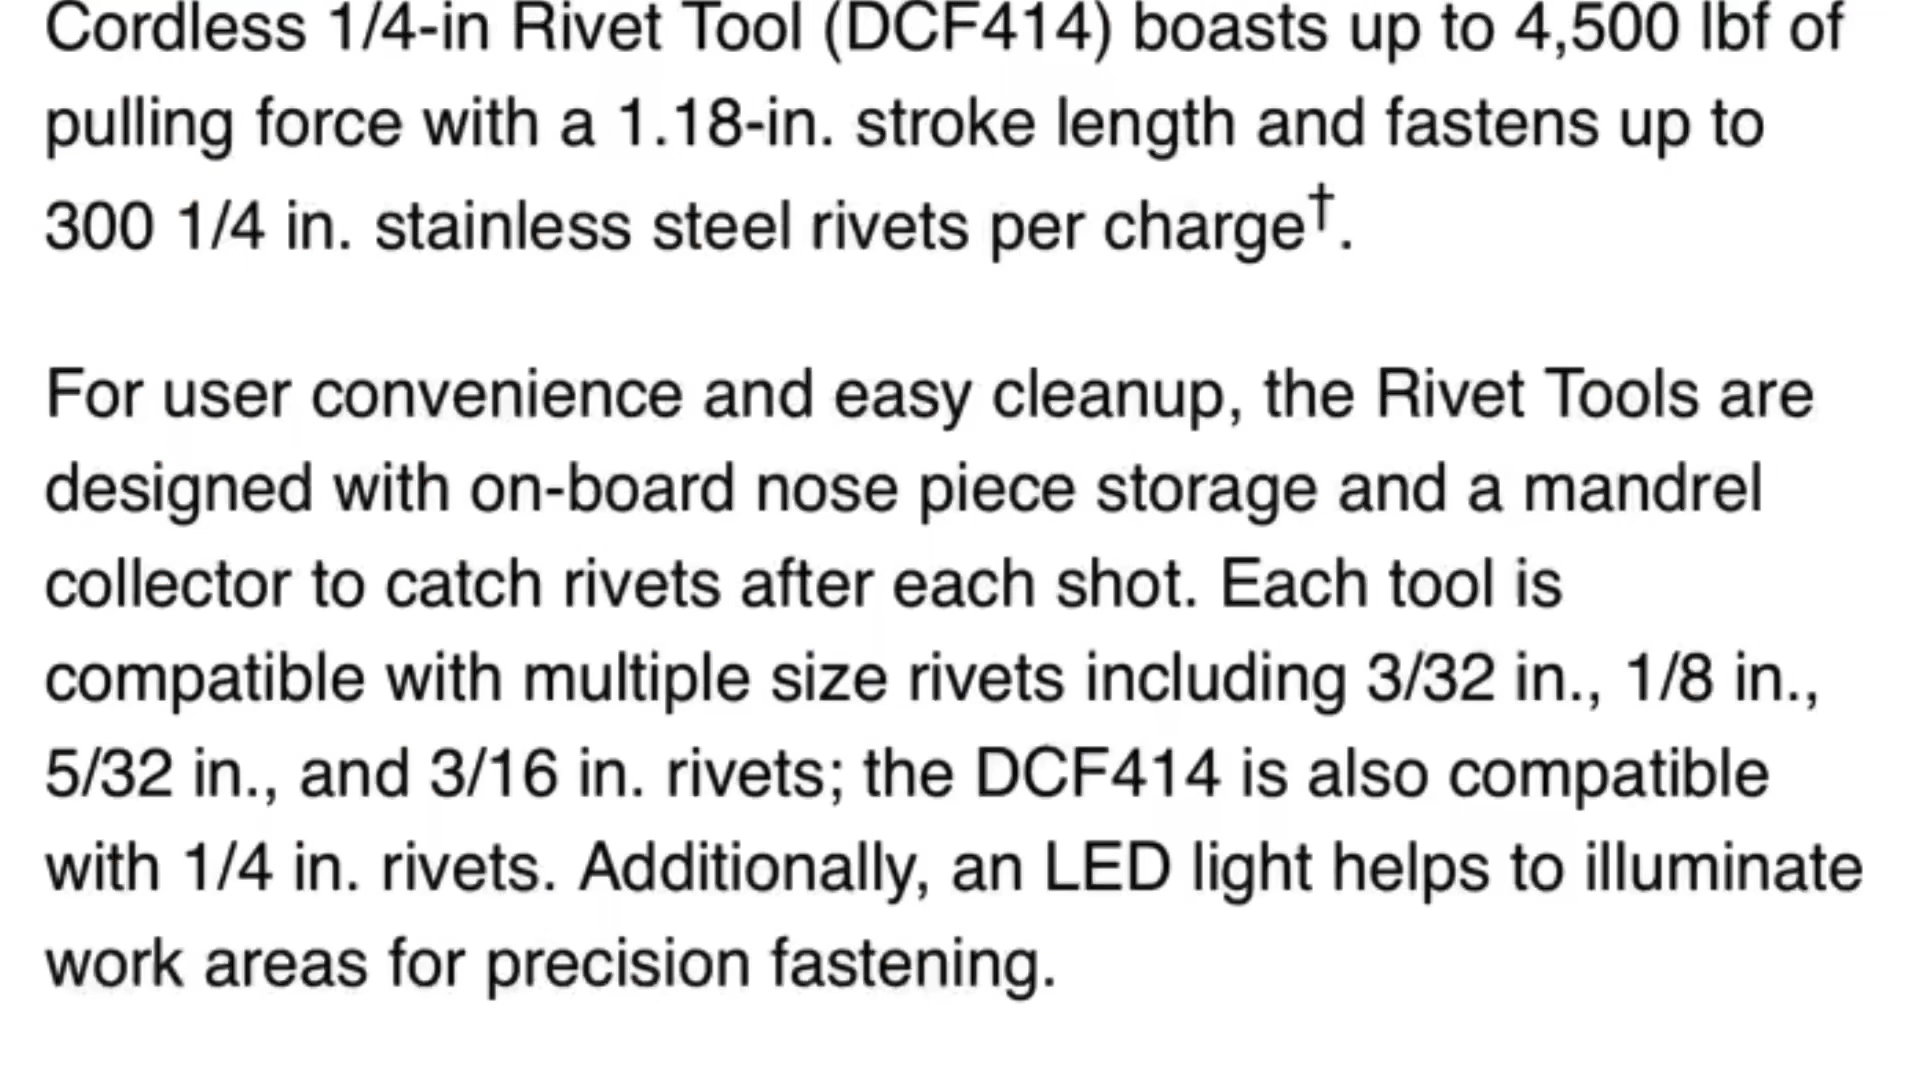 Cordless 1/4-in Rivet Tool (DCF414) boasts up to 4,500 lbf of
pulling force with a 1.18-in. stroke length and fastens up to
300 1/4 in. stainless steel rivets per charge†.
For user convenience and easy cleanup, the Rivet Tools are
designed with on-board nose piece storage and a mandrel
collector to catch rivets after each shot. Each tool is
compatible with multiple size rivets including 3/32 in., 1/8 in.,
5/32 in., and 3/16 in. rivets; the DCF414 is also compatible
with 1/4 in. rivets. Additionally, an LED light helps to illuminate
work areas for precision fastening.